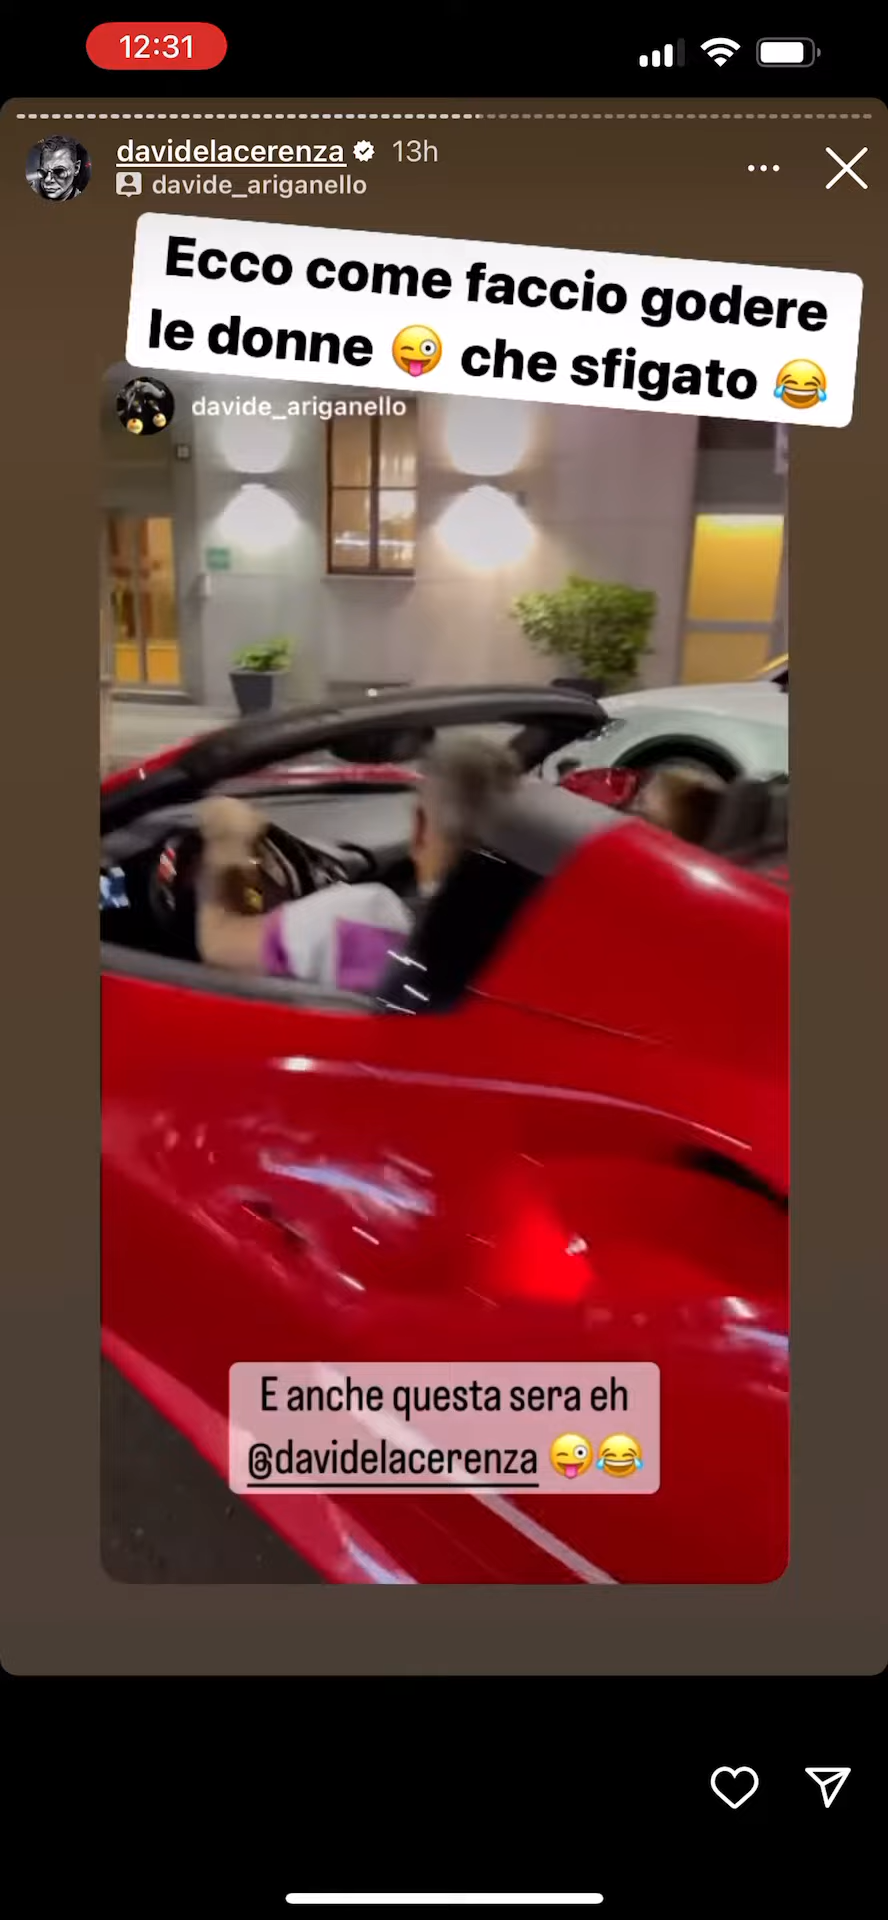 12:31
davidelacerenza 13h
davide_ariganello
Ecco come faccio godere
le donne 😜 che sfigato 😂
davide_ariganello
E anche questa sera eh
@davidelacerenza 😜😂